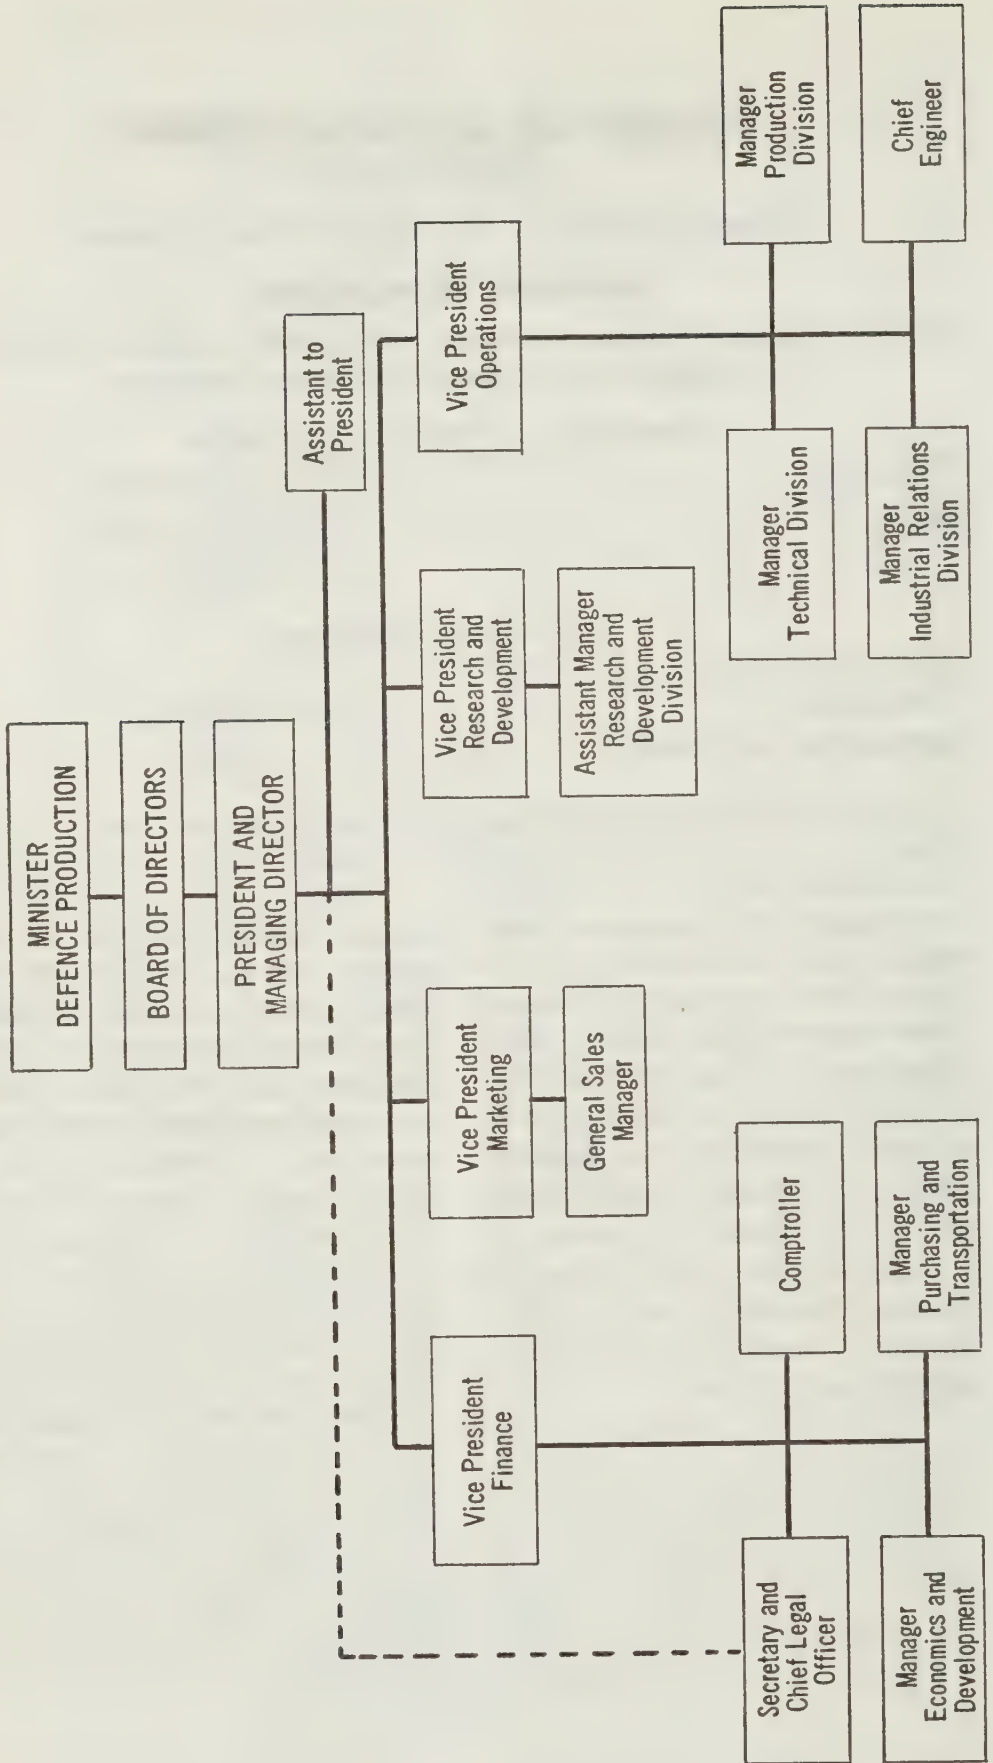 MINISTER
DEFENCE PRODUCTION
BOARD OF DIRECTORS
PRESIDENT AND
MANAGING DIRECTOR
Assistant to
President
Vice President
Finance
Vice President
Marketing
Vice President
Research and
Development
Vice President
Operations
General Sales
Manager
Assistant Manager
Research and
Development
Division
Secretary and
Chief Legal
Officer
Comptroller
Manager
Technical Division
Manager
Production
Division
Manager
Economics and
Development
Manager
Purchasing and
Transportation
Manager
Industrial Relations
Division
Chief
Engineer